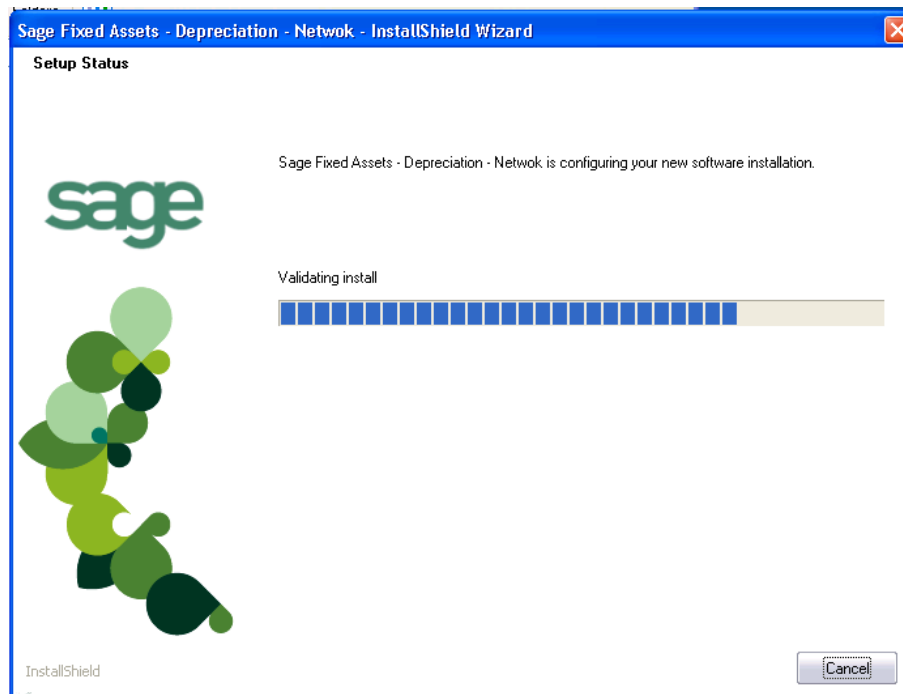 Sage Fixed Assets - Depreciation - Netwok - InstallShield Wizard
Setup Status
Sage Fixed Assets - Depreciation - Netwok is configuring your new software installation.
sage
Validating install
InstallShield
Cancel